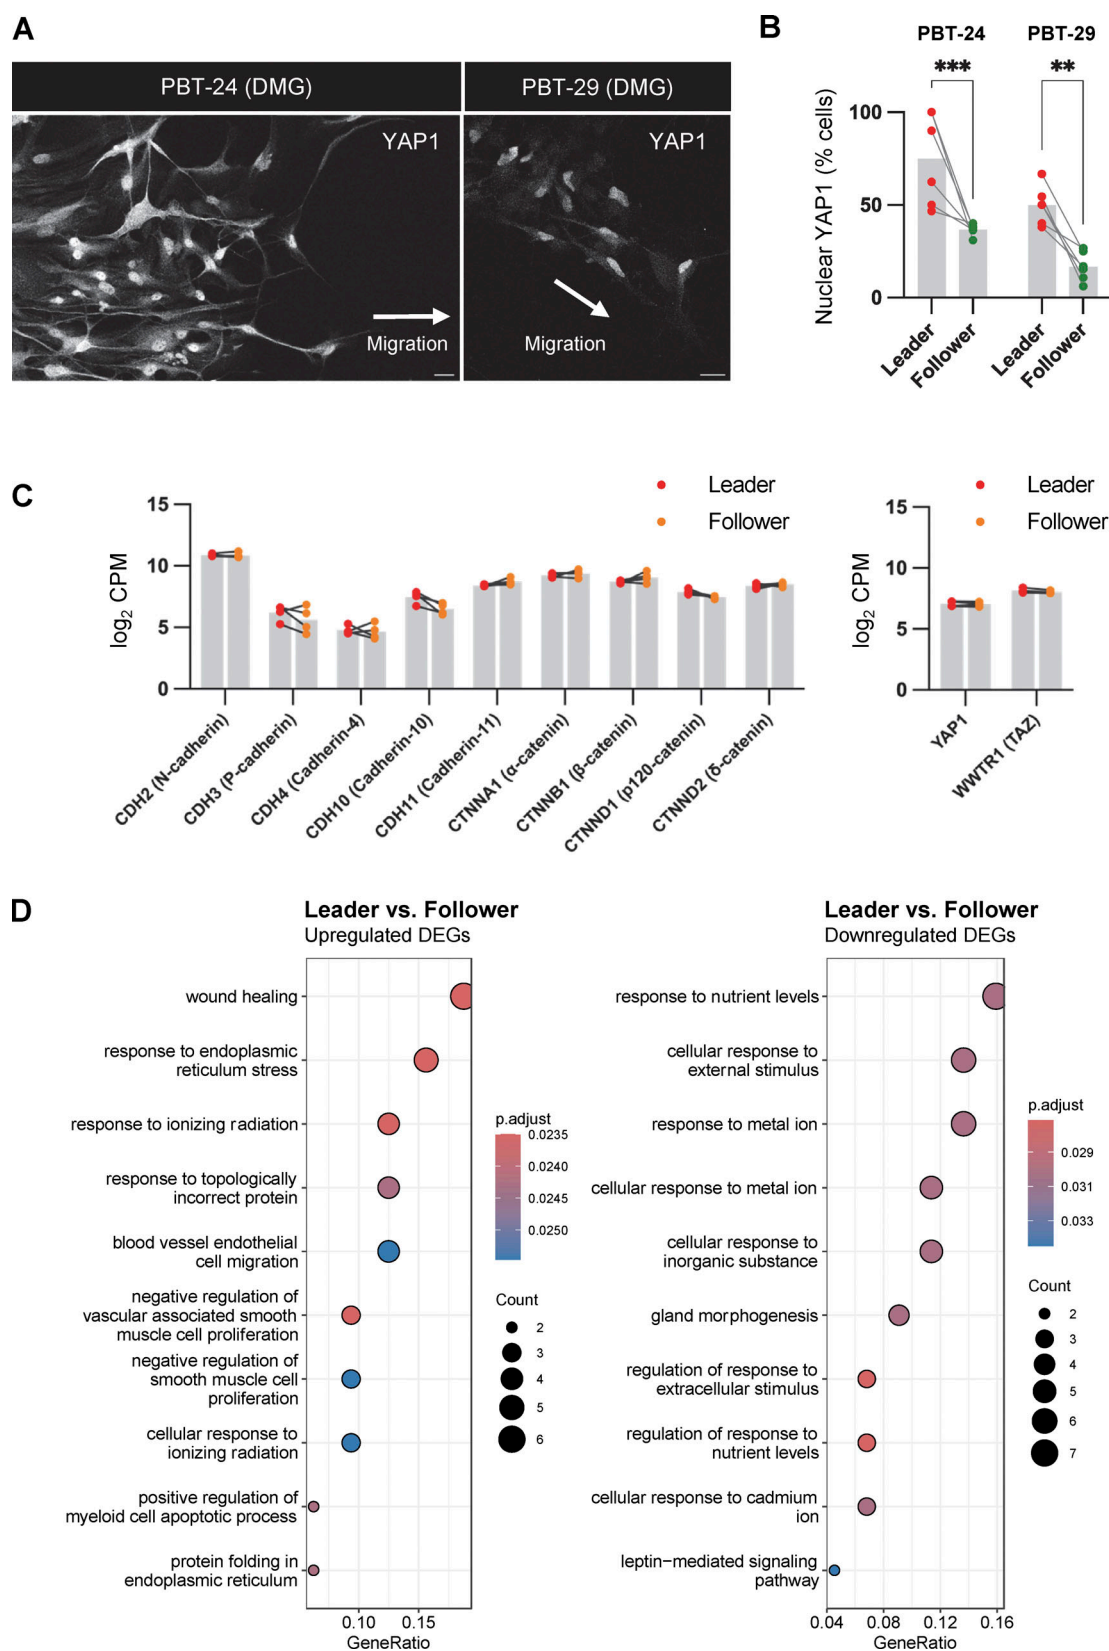 A
PBT-24 (DMG)
PBT-29 (DMG)
YAP1
YAP1
Migration
Migration
B
PBT-24
PBT-29
***
**
Nuclear YAP1 (% cells)
100
50
0
Leader
Follower
Leader
Follower
C
Leader
Follower
log2 CPM
15
10
5
0
CDH2 (N-cadherin)
CDH3 (P-cadherin)
CDH4 (Cadherin-4)
CDH10 (Cadherin-10)
CDH11 (Cadherin-11)
CTNNA1 (α-catenin)
CTNNB1 (β-catenin)
CTNND1 (p120-catenin)
CTNND2 (δ-catenin)
Leader
Follower
log2 CPM
15
10
5
0
YAP1
WWTR1 (TAZ)
D
Leader vs. Follower
Upregulated DEGs
wound healing
response to endoplasmic
reticulum stress
response to ionizing radiation
response to topologically
incorrect protein
blood vessel endothelial
cell migration
negative regulation of
vascular associated smooth
muscle cell proliferation
negative regulation of
smooth muscle cell
proliferation
cellular response to
ionizing radiation
positive regulation of
myeloid cell apoptotic process
protein folding in
endoplasmic reticulum
0.10
0.15
GeneRatio
p.adjust
0.0235
0.0240
0.0245
0.0250
Count
2
3
4
5
6
Leader vs. Follower
Downregulated DEGs
response to nutrient levels
cellular response to
external stimulus
response to metal ion
cellular response to metal ion
cellular response to
inorganic substance
gland morphogenesis
regulation of response to
extracellular stimulus
regulation of response to
nutrient levels
cellular response to cadmium
ion
leptin−mediated signaling
pathway
0.04
0.08
0.12
0.16
GeneRatio
p.adjust
0.029
0.031
0.033
Count
2
3
4
5
6
7